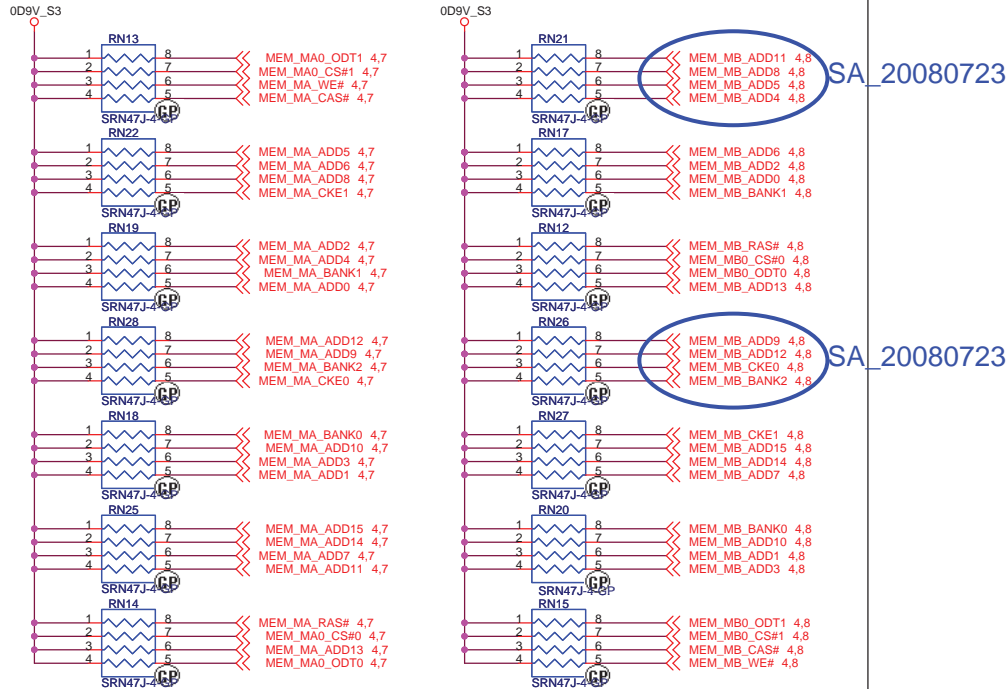 0D9V_S3
RN13
1 8 MEM_MA0_ODT1 4,7
2 7 MEM_MA0_CS#1 4,7
3 6 MEM_MA_WE# 4,7
4 5 MEM_MA_CAS# 4,7
GP
SRN47J-4-GP
RN22
1 8 MEM_MA_ADD5 4,7
2 7 MEM_MA_ADD6 4,7
3 6 MEM_MA_ADD8 4,7
4 5 MEM_MA_CKE1 4,7
GP
SRN47J-4-GP
RN19
1 8 MEM_MA_ADD2 4,7
2 7 MEM_MA_ADD4 4,7
3 6 MEM_MA_BANK1 4,7
4 5 MEM_MA_ADD0 4,7
GP
SRN47J-4-GP
RN28
1 8 MEM_MA_ADD12 4,7
2 7 MEM_MA_ADD9 4,7
3 6 MEM_MA_BANK2 4,7
4 5 MEM_MA_CKE0 4,7
GP
SRN47J-4-GP
RN18
1 8 MEM_MA_BANK0 4,7
2 7 MEM_MA_ADD10 4,7
3 6 MEM_MA_ADD3 4,7
4 5 MEM_MA_ADD1 4,7
GP
SRN47J-4-GP
RN25
1 8 MEM_MA_ADD15 4,7
2 7 MEM_MA_ADD14 4,7
3 6 MEM_MA_ADD7 4,7
4 5 MEM_MA_ADD11 4,7
GP
SRN47J-4-GP
RN14
1 8 MEM_MA_RAS# 4,7
2 7 MEM_MA0_CS#0 4,7
3 6 MEM_MA_ADD13 4,7
4 5 MEM_MA0_ODT0 4,7
GP
SRN47J-4-GP
0D9V_S3
RN21
1 8 MEM_MB_ADD11 4,8
2 7 MEM_MB_ADD8 4,8
3 6 MEM_MB_ADD5 4,8
4 5 MEM_MB_ADD4 4,8
SA_20080723
GP
SRN47J-4-GP
RN17
1 8 MEM_MB_ADD6 4,8
2 7 MEM_MB_ADD2 4,8
3 6 MEM_MB_ADD0 4,8
4 5 MEM_MB_BANK1 4,8
GP
SRN47J-4-GP
RN12
1 8 MEM_MB_RAS# 4,8
2 7 MEM_MB0_CS#0 4,8
3 6 MEM_MB0_ODT0 4,8
4 5 MEM_MB_ADD13 4,8
GP
SRN47J-4-GP
RN26
1 8 MEM_MB_ADD9 4,8
2 7 MEM_MB_ADD12 4,8
3 6 MEM_MB_CKE0 4,8
4 5 MEM_MB_BANK2 4,8
SA_20080723
GP
SRN47J-4-GP
RN27
1 8 MEM_MB_CKE1 4,8
2 7 MEM_MB_ADD15 4,8
3 6 MEM_MB_ADD14 4,8
4 5 MEM_MB_ADD7 4,8
GP
SRN47J-4-GP
RN20
1 8 MEM_MB_BANK0 4,8
2 7 MEM_MB_ADD10 4,8
3 6 MEM_MB_ADD1 4,8
4 5 MEM_MB_ADD3 4,8
GP
SRN47J-4-GP
RN15
1 8 MEM_MB0_ODT1 4,8
2 7 MEM_MB0_CS#1 4,8
3 6 MEM_MB_CAS# 4,8
4 5 MEM_MB_WE# 4,8
GP
SRN47J-4-GP